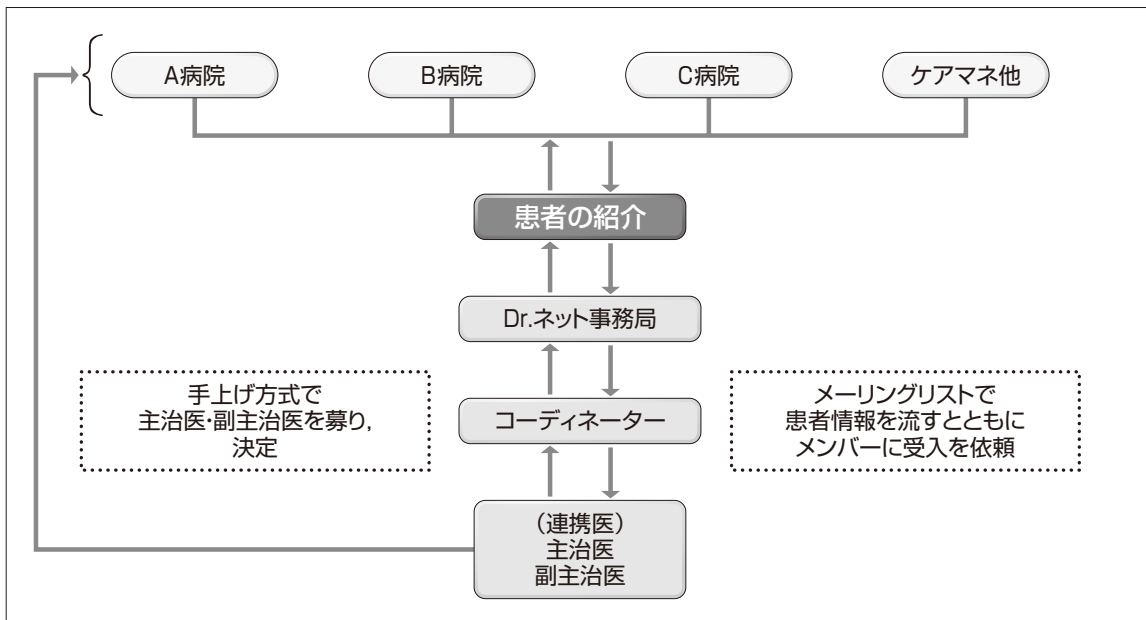 A病院
B病院
C病院
ケアマネ他
患者の紹介
Dr.ネット事務局
手上げ方式で
主治医・副主治医を募り,
決定
コーディネーター
メーリングリストで
患者情報を流すとともに
メンバーに受入を依頼
(連携医)
主治医
副主治医